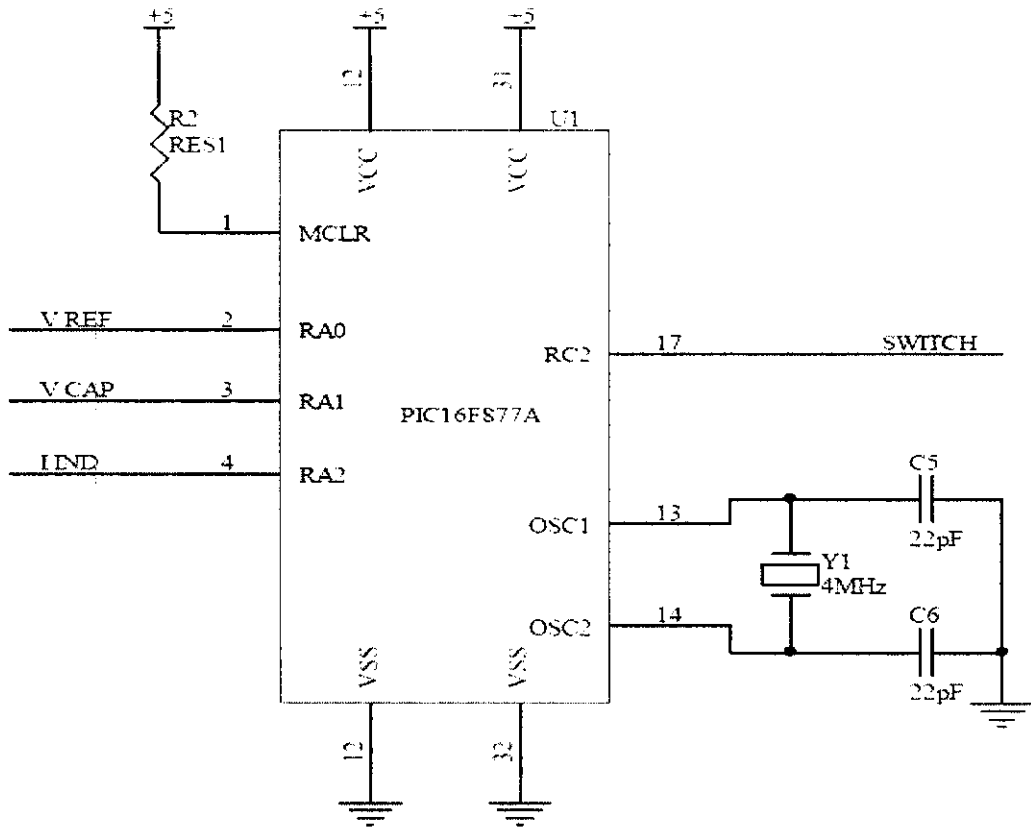 +5
+5
+5
12
31
R2
RES1
U1
VCC
VCC
1
MCLR
V REF
2
RA0
RC2
17
SWITCH
V CAP
3
RA1
PIC16F877A
I IND
4
RA2
C5
22pF
OSC1
13
Y1
4MHz
OSC2
14
C6
22pF
VSS
VSS
12
32